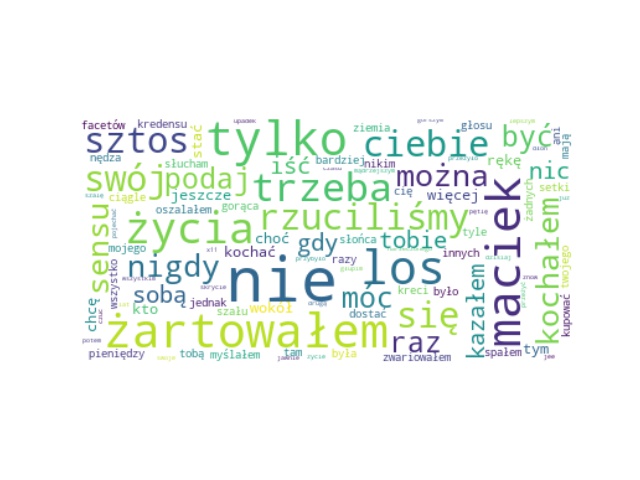 facetów kredensu
sztos stać tylko ziemia głosu być ani mają
ciebie
nędza słucham iść bardziej nikim rękę nic
swój podaj trzeba można
ciągle jeszcze cię więcej setki
oszalałem gorąca żadnych
sensu życia rzuciliśmy maciek kochałem
choć gdy słońca tobie tyle
mojego kochać razy innych
wszystko nigdy nie los
sobą móc kreci było kazałem twojego
chcę jednak
kto szału wokół dostać się kupować
żartowałem raz
pieniędzy tobą myślałem tam była zwariowałem spałem tym